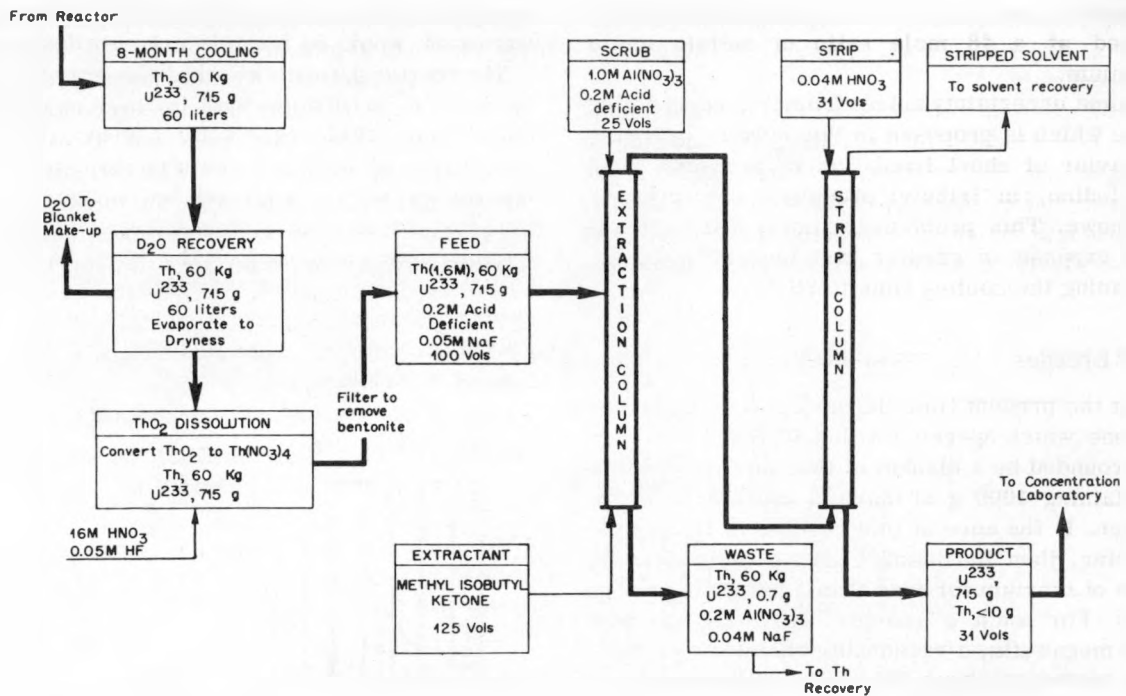 From Reactor
8-MONTH COOLING
Th, 60 Kg
U233, 715 g
60 liters
D2O To
Blanket
Make-up
D2O RECOVERY
Th, 60 Kg
U233, 715 g
60 liters
Evaporate to
Dryness
ThO2 DISSOLUTION
Convert ThO2 to Th(NO3)4
Th, 60 Kg
U233, 715 g
16M HNO3
0.05M HF
Filter to
remove
bentonite
FEED
Th(1.6M), 60 Kg
U233, 715 g
0.2M Acid
Deficient
0.05M NaF
100 Vols
SCRUB
1.0M Al(NO3)3
0.2M Acid
deficient
25 Vols
EXTRACTION COLUMN
EXTRACTANT
METHYL ISOBUTYL
KETONE
125 Vols
STRIP
0.04M HNO3
31 Vols
STRIP COLUMN
STRIPPED SOLVENT
To solvent recovery
WASTE
Th, 60 Kg
U233, 0.7 g
0.2M Al(NO3)3
0.04M NaF
To Th
Recovery
To Concentration
Laboratory
PRODUCT
U233,
715 g
Th, <10 g
31 Vols